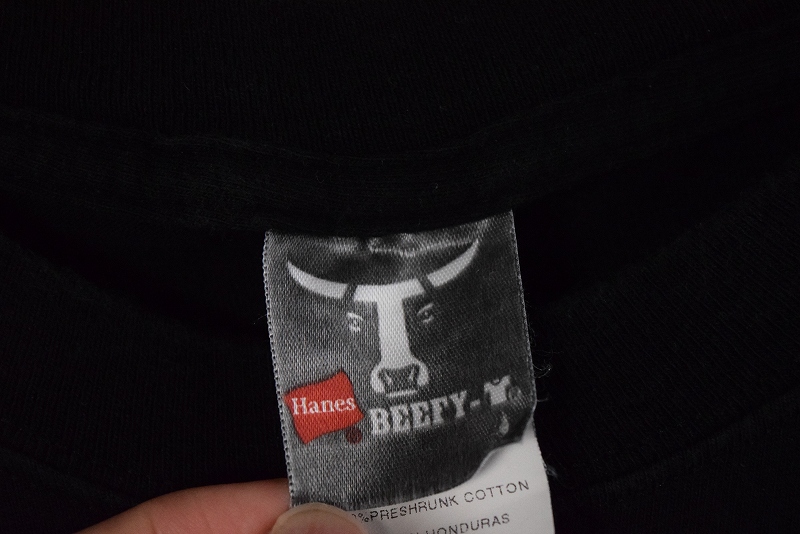 Hanes BEEFY-T
% PRESHRUNK COTTON
HONDURAS